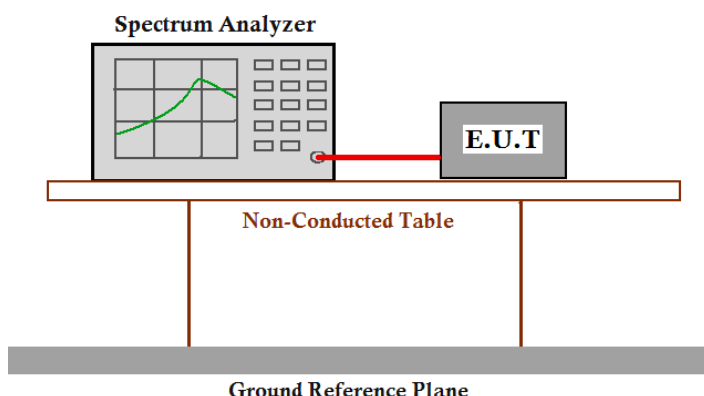 Spectrum Analyzer
E.U.T
Non-Conducted Table
Ground Reference Plane